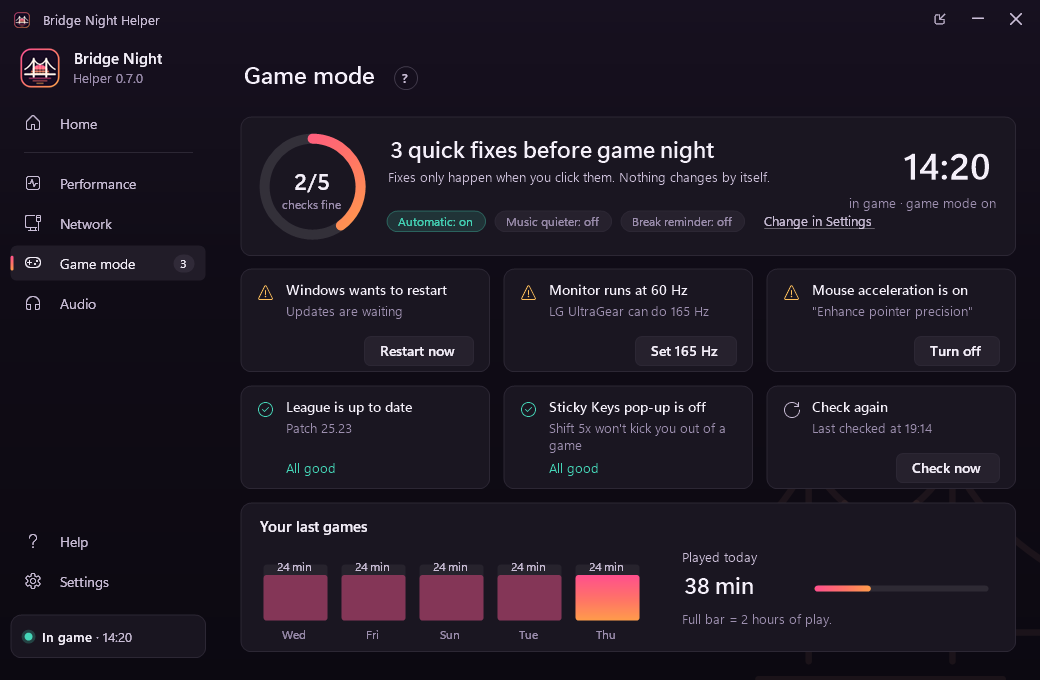 Bridge Night Helper
Bridge Night
Helper 0.7.0
Home
Performance
Network
Game mode
3
Audio
Help
Settings
In game · 14:20
Game mode
?
2/5
checks fine
3 quick fixes before game night
Fixes only happen when you click them. Nothing changes by itself.
Automatic: on
Music quieter: off
Break reminder: off
Change in Settings
14:20
in game · game mode on
Windows wants to restart
Updates are waiting
Restart now
Monitor runs at 60 Hz
LG UltraGear can do 165 Hz
Set 165 Hz
Mouse acceleration is on
"Enhance pointer precision"
Turn off
League is up to date
Patch 25.23
All good
Sticky Keys pop-up is off
Shift 5x won't kick you out of a
game
All good
Check again
Last checked at 19:14
Check now
Your last games
24 min
24 min
24 min
24 min
24 min
Wed
Fri
Sun
Tue
Thu
Played today
38 min
Full bar = 2 hours of play.